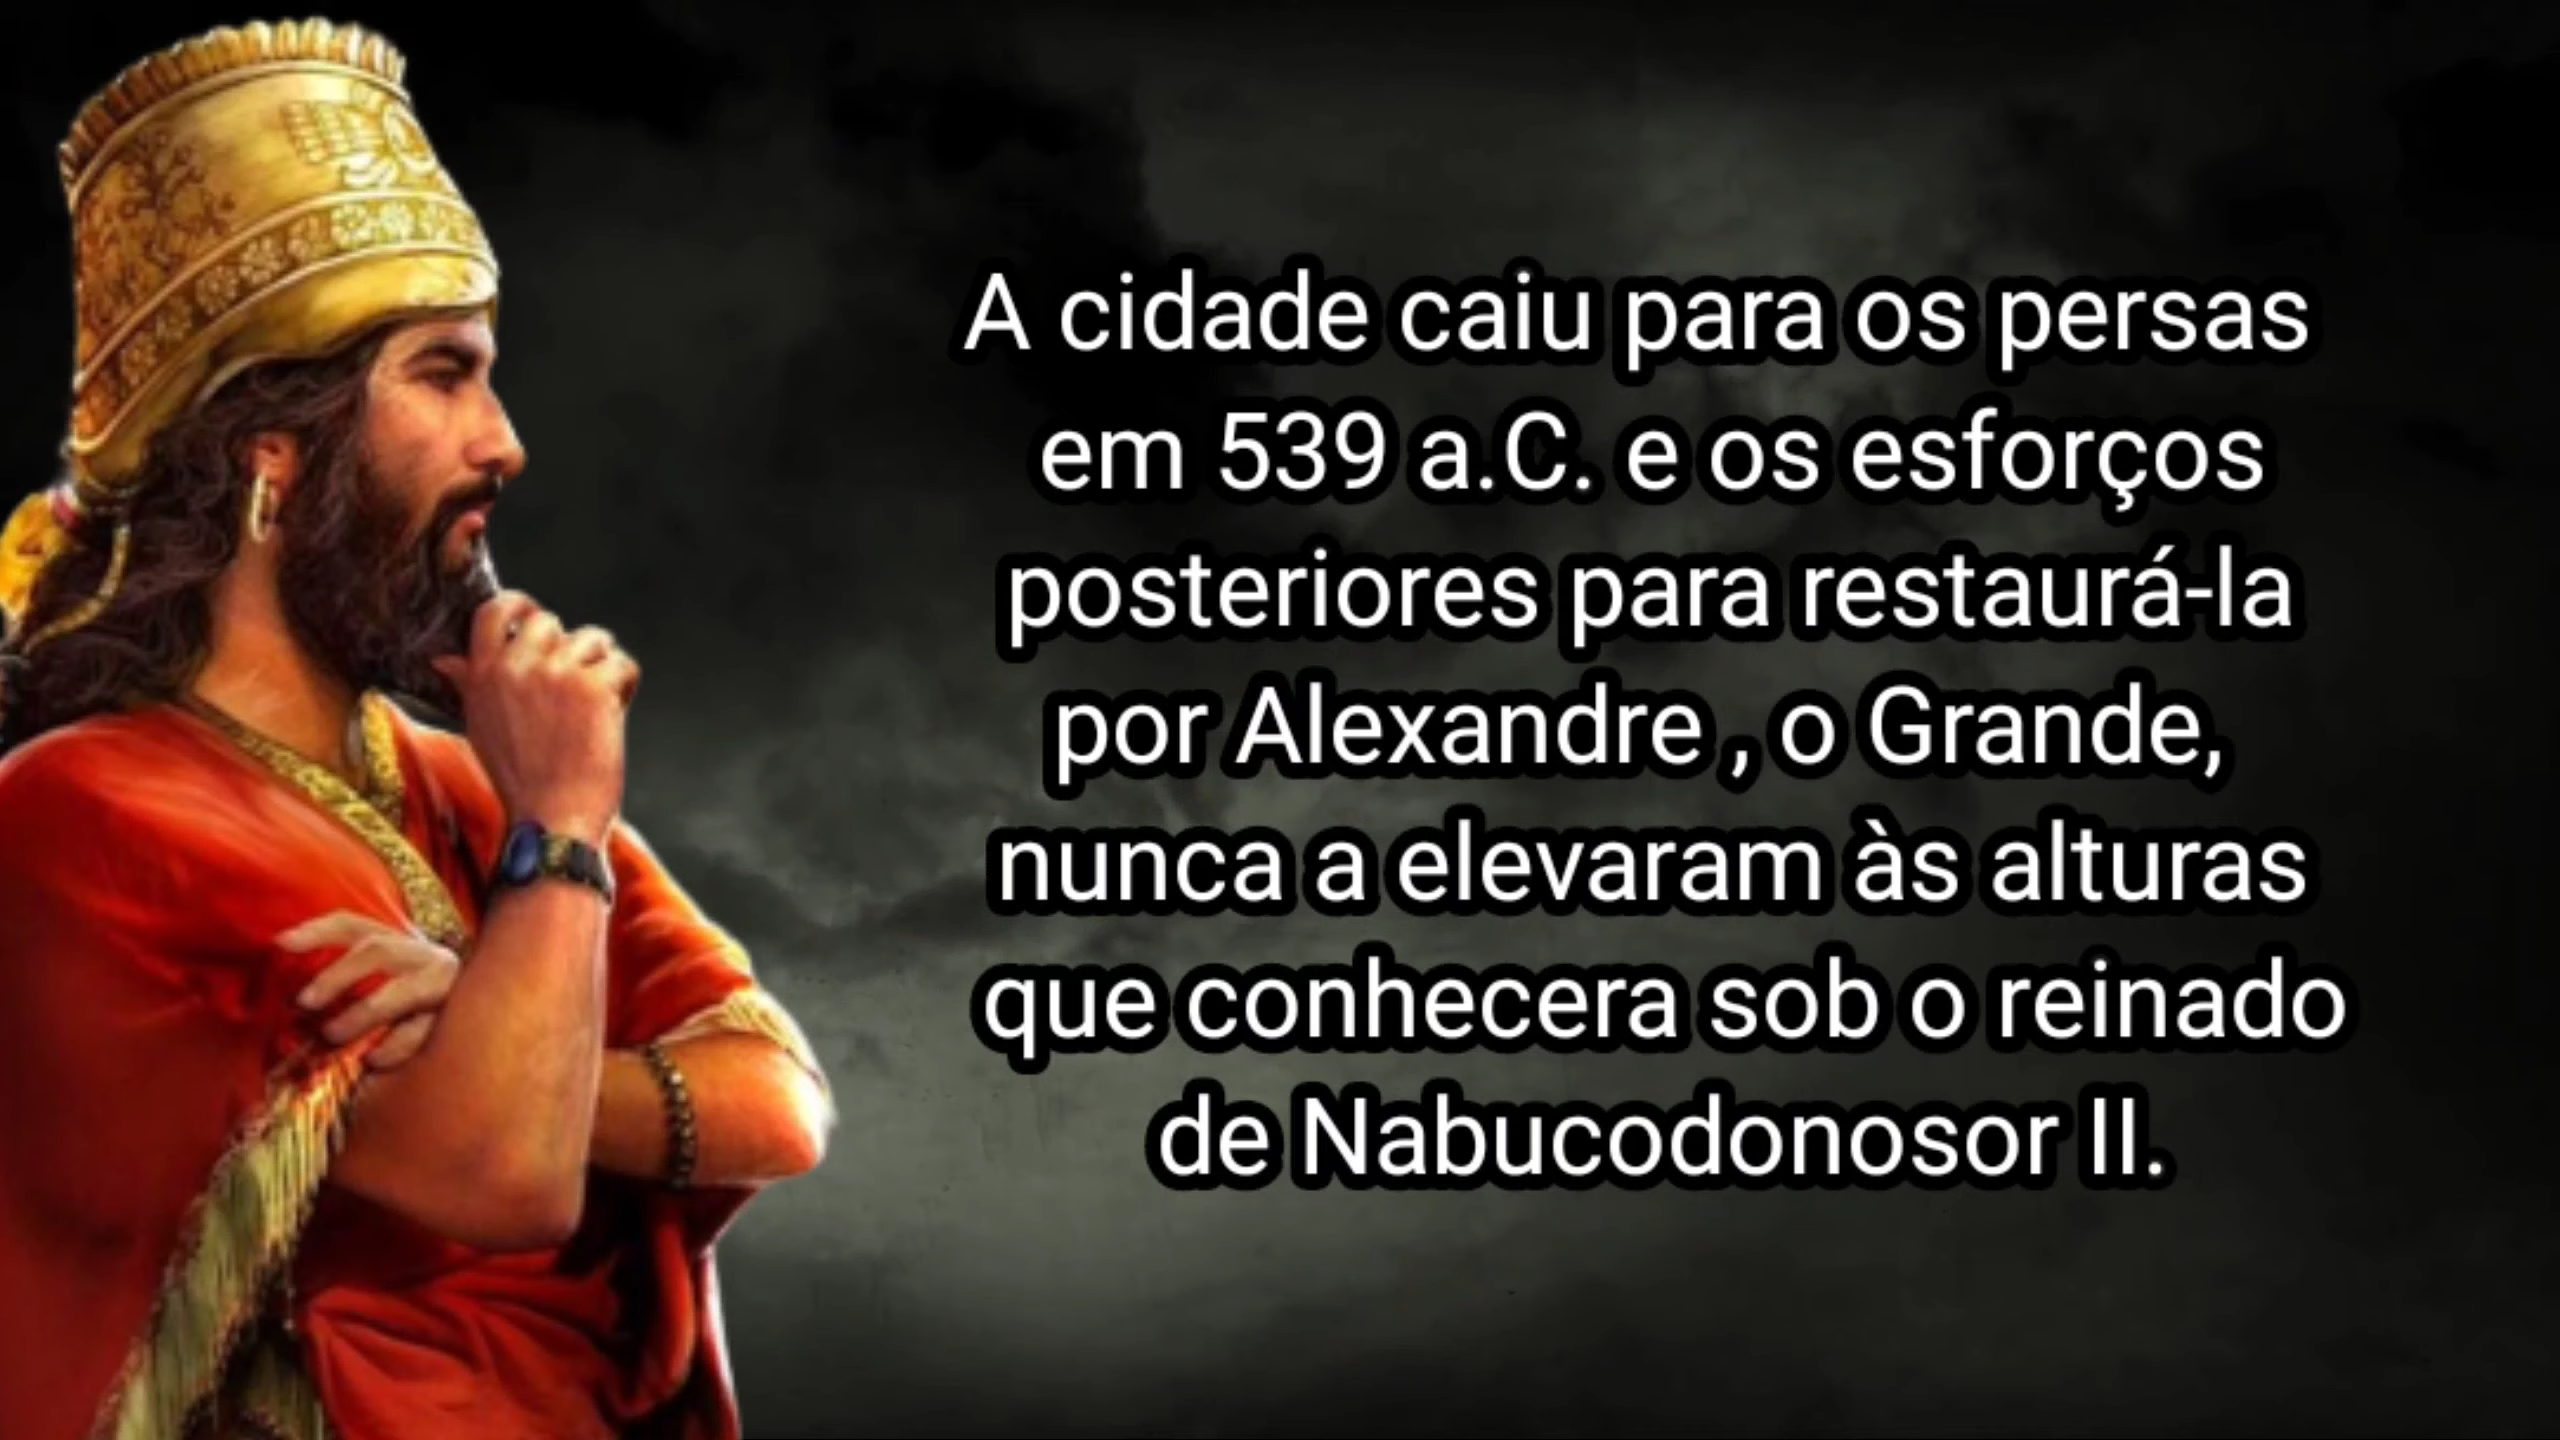 A cidade caiu para os persas
em 539 a.C. e os esforços
posteriores para restaurá-la
por Alexandre , o Grande,
nunca a elevaram às alturas
que conhecera sob o reinado
de Nabucodonosor II.